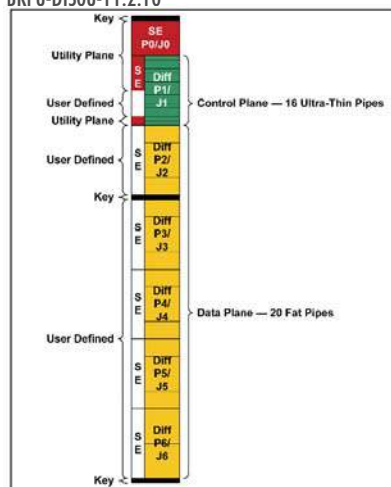 Key
SE
P0/J0
Utility Plane
S
E
Diff
P1/
J1
User Defined
Control Plane — 16 Ultra-Thin Pipes
Utility Plane
User Defined
S
E
Diff
P2/
J2
Key
S
E
Diff
P3/
J3
S
E
Diff
P4/
J4
Data Plane — 20 Fat Pipes
User Defined
S
E
Diff
P5/
J5
S
E
Diff
P6/
J6
Key